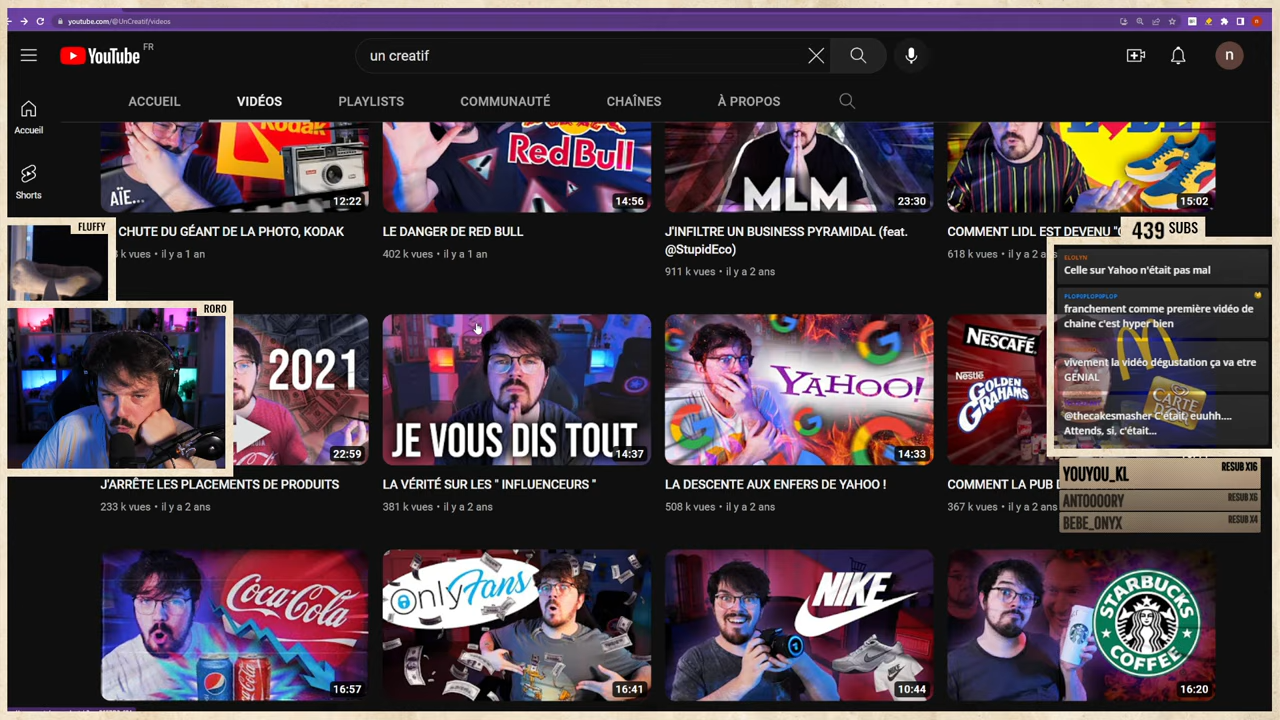 youtube.com/@UnCreatif/videos
YouTube FR
un creatif
n
ACCUEIL VIDÉOS PLAYLISTS COMMUNAUTÉ CHAÎNES À PROPOS
Accueil
Shorts
Kodak
AÏE...
12:22
Red Bull
14:56
MLM
23:30
15:02
CHUTE DU GÉANT DE LA PHOTO, KODAK
k vues • il y a 1 an
LE DANGER DE RED BULL
402 k vues • il y a 1 an
J'INFILTRE UN BUSINESS PYRAMIDAL (feat.
@StupidEco)
911 k vues • il y a 2 ans
COMMENT LIDL EST DEVENU "
618 k vues • il y a 2 ans
439 SUBS
FLUFFY
RORO
ELOLYN
Celle sur Yahoo n'était pas mal
PLOPIPLOPIPLOP
franchement comme première vidéo de
chaine c'est hyper bien
vivement la vidéo dégustation ça va etre
GÉNIAL
@thecakesmasher C'était, euuhh....
Attends, si, c'était...
CARTE
YOUYOU_KL RESUB X16
ANTOOOORY RESUB X6
BEBE_ONYX RESUB X4
2021
22:59
JE VOUS DIS TOUT
14:37
YAHOO!
14:33
NESCAFÉ
Nestlé
GOLDEN
GRAHAMS
J'ARRÊTE LES PLACEMENTS DE PRODUITS
233 k vues • il y a 2 ans
LA VÉRITÉ SUR LES " INFLUENCEURS "
381 k vues • il y a 2 ans
LA DESCENTE AUX ENFERS DE YAHOO !
508 k vues • il y a 2 ans
COMMENT LA PUB
367 k vues • il y a 2 ans
Coca-Cola
pepsi
16:57
OnlyFans
16:41
NIKE
10:44
STARBUCKS
COFFEE
16:20